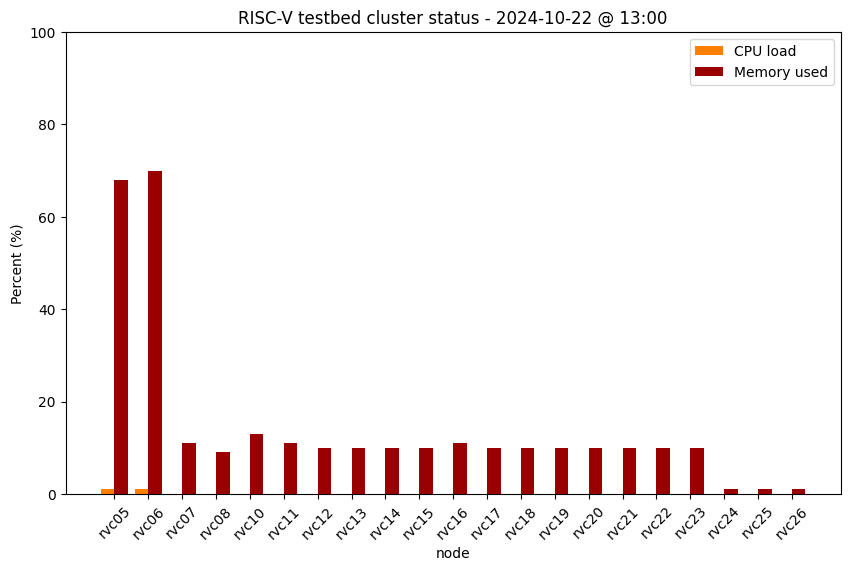 RISC-V testbed cluster status - 2024-10-22 @ 13:00
CPU load
Memory used
Percent (%)
100
80
60
40
20
0
rvc05 rvc06 rvc07 rvc08 rvc10 rvc11 rvc12 rvc13 rvc14 rvc15 rvc16 rvc17 rvc18 rvc19 rvc20 rvc21 rvc22 rvc23 rvc24 rvc25 rvc26
node